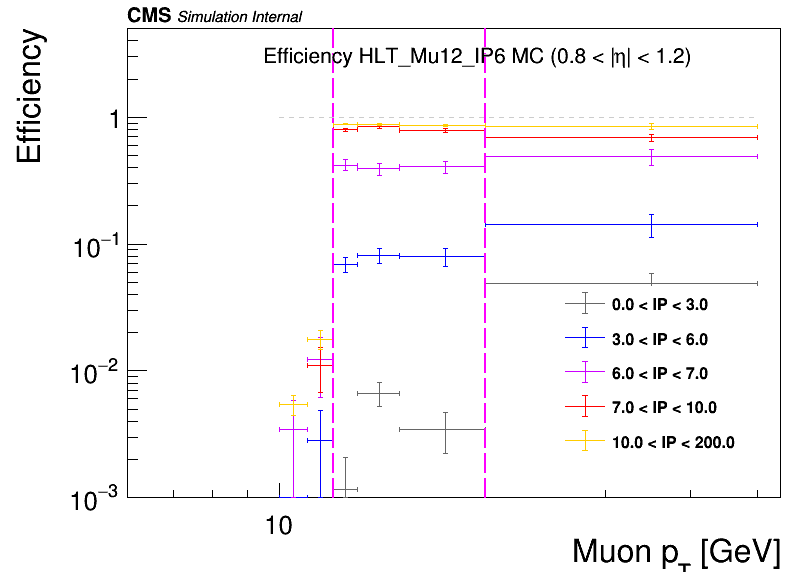 CMS Simulation Internal
Efficiency HLT_Mu12_IP6 MC (0.8 < |η| < 1.2)
Efficiency
1
10⁻¹
10⁻²
10⁻³
0.0 < IP < 3.0
3.0 < IP < 6.0
6.0 < IP < 7.0
7.0 < IP < 10.0
10.0 < IP < 200.0
10
Muon p_T [GeV]